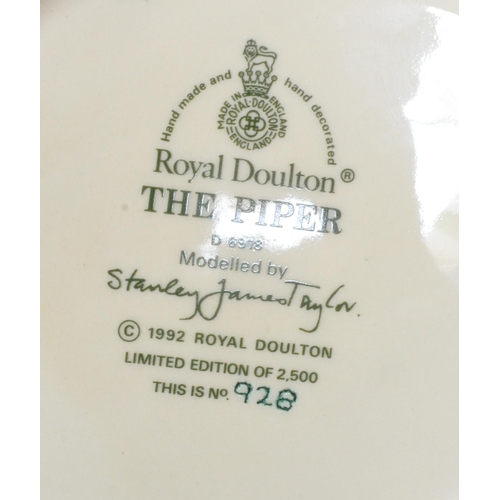 Hand made and hand decorated
MADE IN ENGLAND
ROYAL·DOULTON
ENGLAND
Royal Doulton®
THE PIPER
D 6918
Modelled by
Stanley James Taylor.
© 1992 ROYAL DOULTON
LIMITED EDITION OF 2,500
THIS IS No. 928